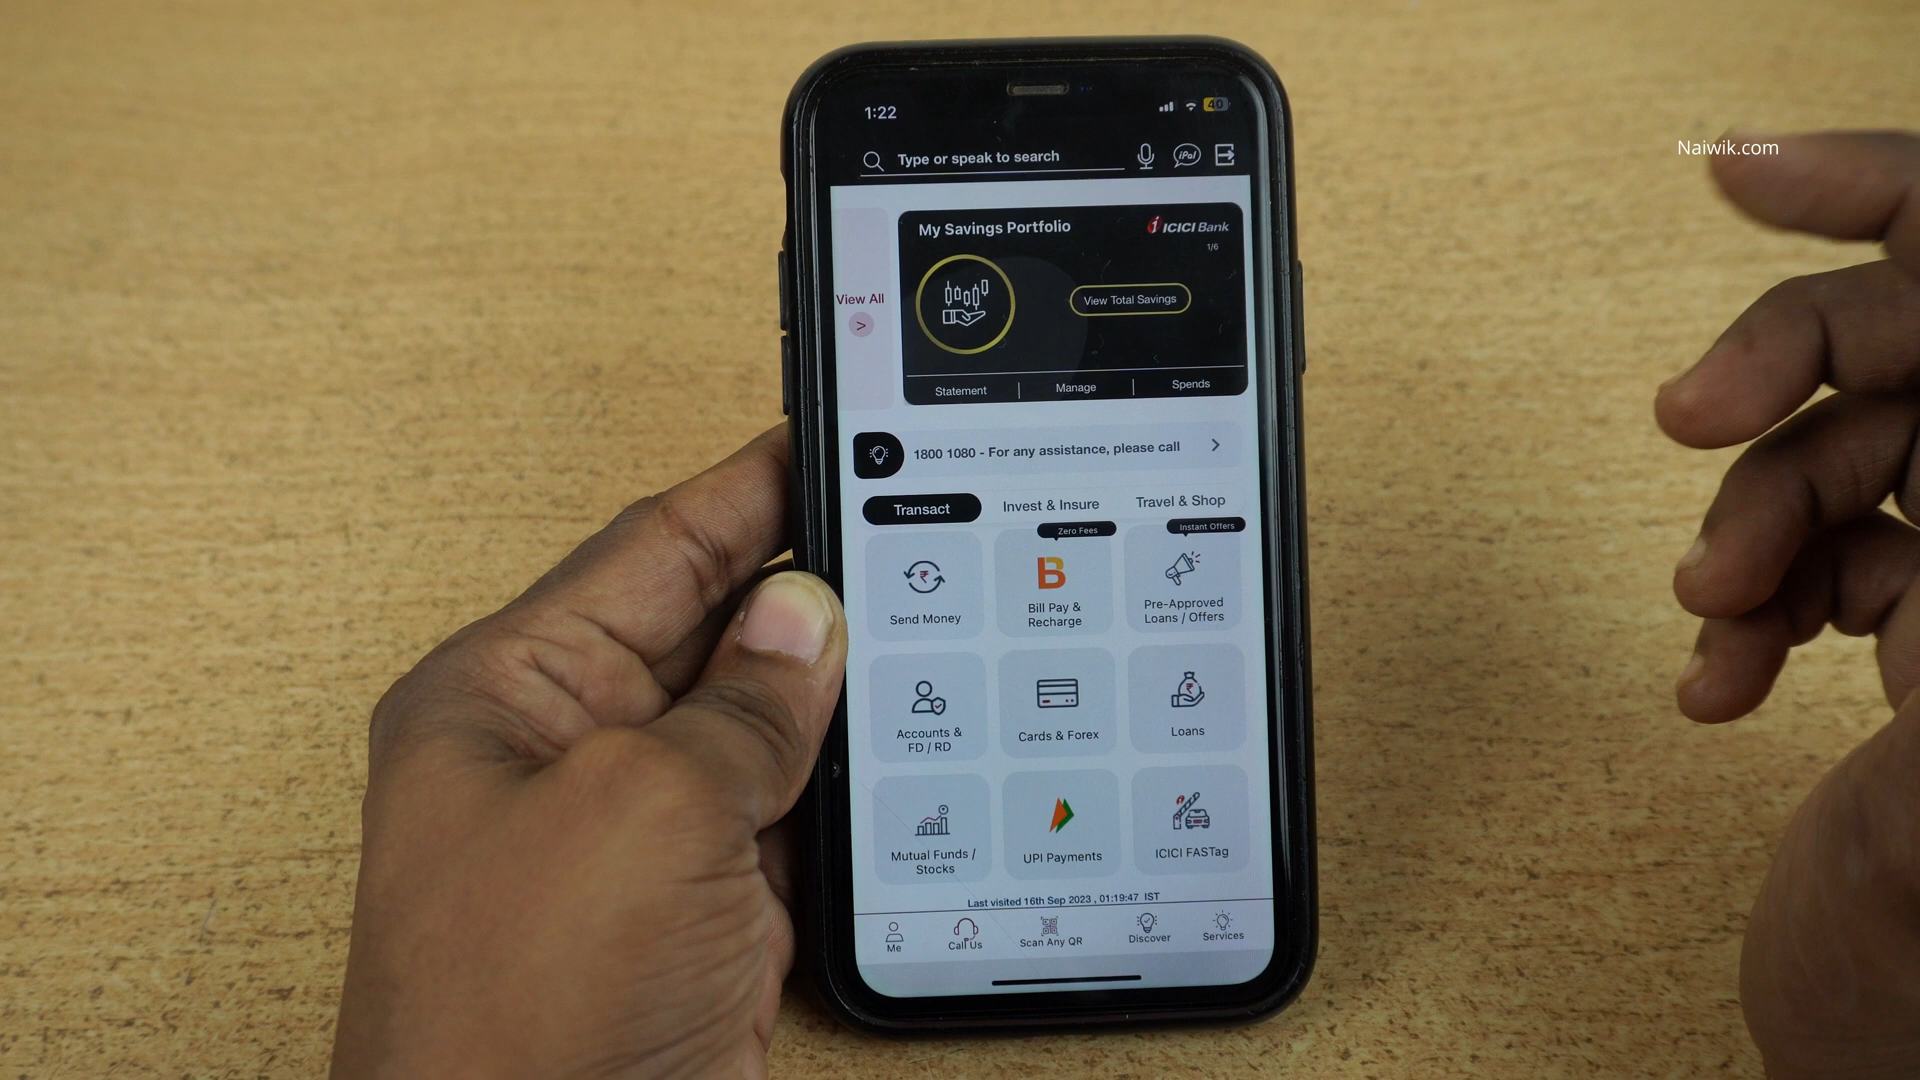 Naiwik.com
1:22
40
Type or speak to search
iPal
My Savings Portfolio
ICICI Bank
1/6
View All
>
View Total Savings
Statement
Manage
Spends
1800 1080 - For any assistance, please call
Transact
Invest & Insure
Travel & Shop
Zero Fees
Instant Offers
₹
Send Money
B
Bill Pay &
Recharge
Pre-Approved
Loans / Offers
Accounts &
FD / RD
Cards & Forex
₹
Loans
Mutual Funds /
Stocks
UPI Payments
ICICI FASTag
Last visited 16th Sep 2023 , 01:19:47 IST
Me
Call Us
Scan Any QR
Discover
Services